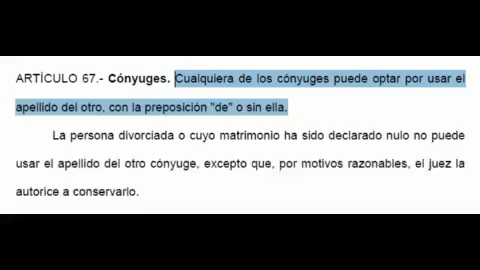 ARTÍCULO 67.- Cónyuges. Cualquiera de los cónyuges puede optar por usar el
apellido del otro, con la preposición "de" o sin ella.
La persona divorciada o cuyo matrimonio ha sido declarado nulo no puede
usar el apellido del otro cónyuge, excepto que, por motivos razonables, el juez la
autorice a conservarlo.